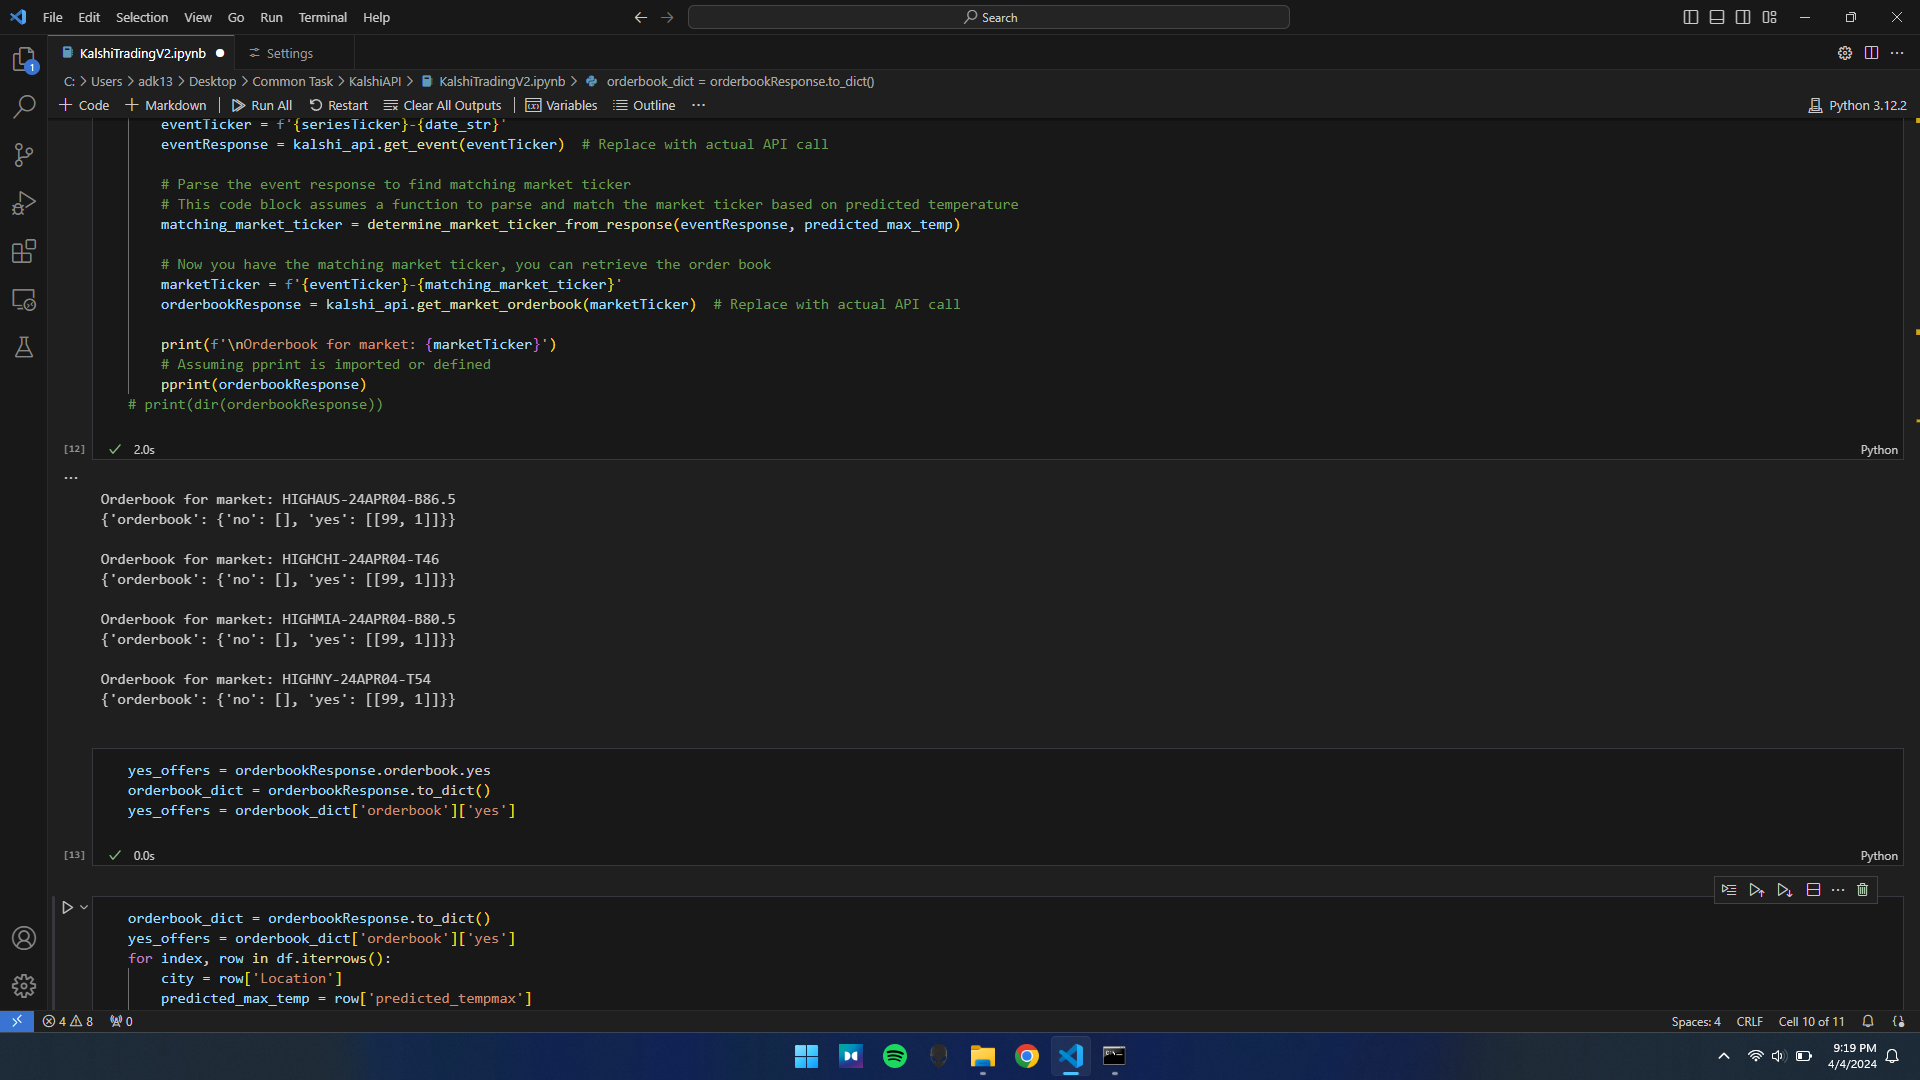 File Edit Selection View Go Run Terminal Help
Search
KalshiTradingV2.ipynb
Settings
C: > Users > adk13 > Desktop > Common Task > KalshiAPI > KalshiTradingV2.ipynb > orderbook_dict = orderbookResponse.to_dict()
Code Markdown Run All Restart Clear All Outputs Variables Outline ...
Python 3.12.2
eventTicker = f'{seriesTicker}-{date_str}'
eventResponse = kalshi_api.get_event(eventTicker)  # Replace with actual API call
# Parse the event response to find matching market ticker
# This code block assumes a function to parse and match the market ticker based on predicted temperature
matching_market_ticker = determine_market_ticker_from_response(eventResponse, predicted_max_temp)
# Now you have the matching market ticker, you can retrieve the order book
marketTicker = f'{eventTicker}-{matching_market_ticker}'
orderbookResponse = kalshi_api.get_market_orderbook(marketTicker)  # Replace with actual API call
print(f'\nOrderbook for market: {marketTicker}')
# Assuming pprint is imported or defined
pprint(orderbookResponse)
# print(dir(orderbookResponse))
[12] 2.0s Python
...
Orderbook for market: HIGHAUS-24APR04-B86.5
{'orderbook': {'no': [], 'yes': [[99, 1]]}}
Orderbook for market: HIGHCHI-24APR04-T46
{'orderbook': {'no': [], 'yes': [[99, 1]]}}
Orderbook for market: HIGHMIA-24APR04-B80.5
{'orderbook': {'no': [], 'yes': [[99, 1]]}}
Orderbook for market: HIGHNY-24APR04-T54
{'orderbook': {'no': [], 'yes': [[99, 1]]}}
yes_offers = orderbookResponse.orderbook.yes
orderbook_dict = orderbookResponse.to_dict()
yes_offers = orderbook_dict['orderbook']['yes']
[13] 0.0s Python
orderbook_dict = orderbookResponse.to_dict()
yes_offers = orderbook_dict['orderbook']['yes']
for index, row in df.iterrows():
city = row['Location']
predicted_max_temp = row['predicted_tempmax']
4 8 0
Spaces: 4 CRLF Cell 10 of 11
9:19 PM
4/4/2024
1